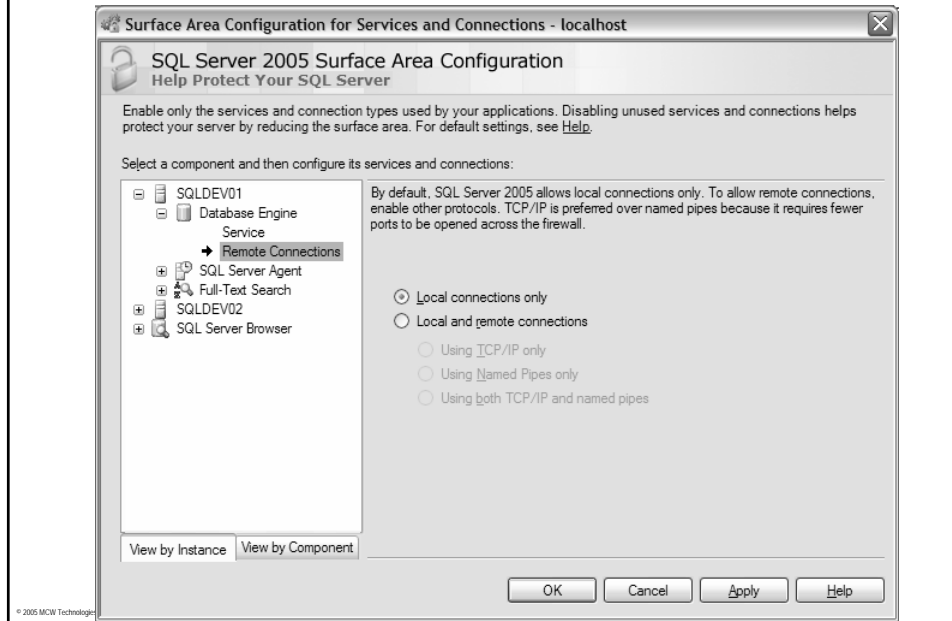 Surface Area Configuration for Services and Connections - localhost
SQL Server 2005 Surface Area Configuration
Help Protect Your SQL Server
Enable only the services and connection types used by your applications. Disabling unused services and connections helps
protect your server by reducing the surface area. For default settings, see Help.
Select a component and then configure its services and connections:
SQLDEV01
Database Engine
Service
Remote Connections
SQL Server Agent
Full-Text Search
SQLDEV02
SQL Server Browser
View by Instance
View by Component
By default, SQL Server 2005 allows local connections only. To allow remote connections,
enable other protocols. TCP/IP is preferred over named pipes because it requires fewer
ports to be opened across the firewall.
Local connections only
Local and remote connections
Using TCP/IP only
Using Named Pipes only
Using both TCP/IP and named pipes
OK
Cancel
Apply
Help
© 2005 MCW Technologies